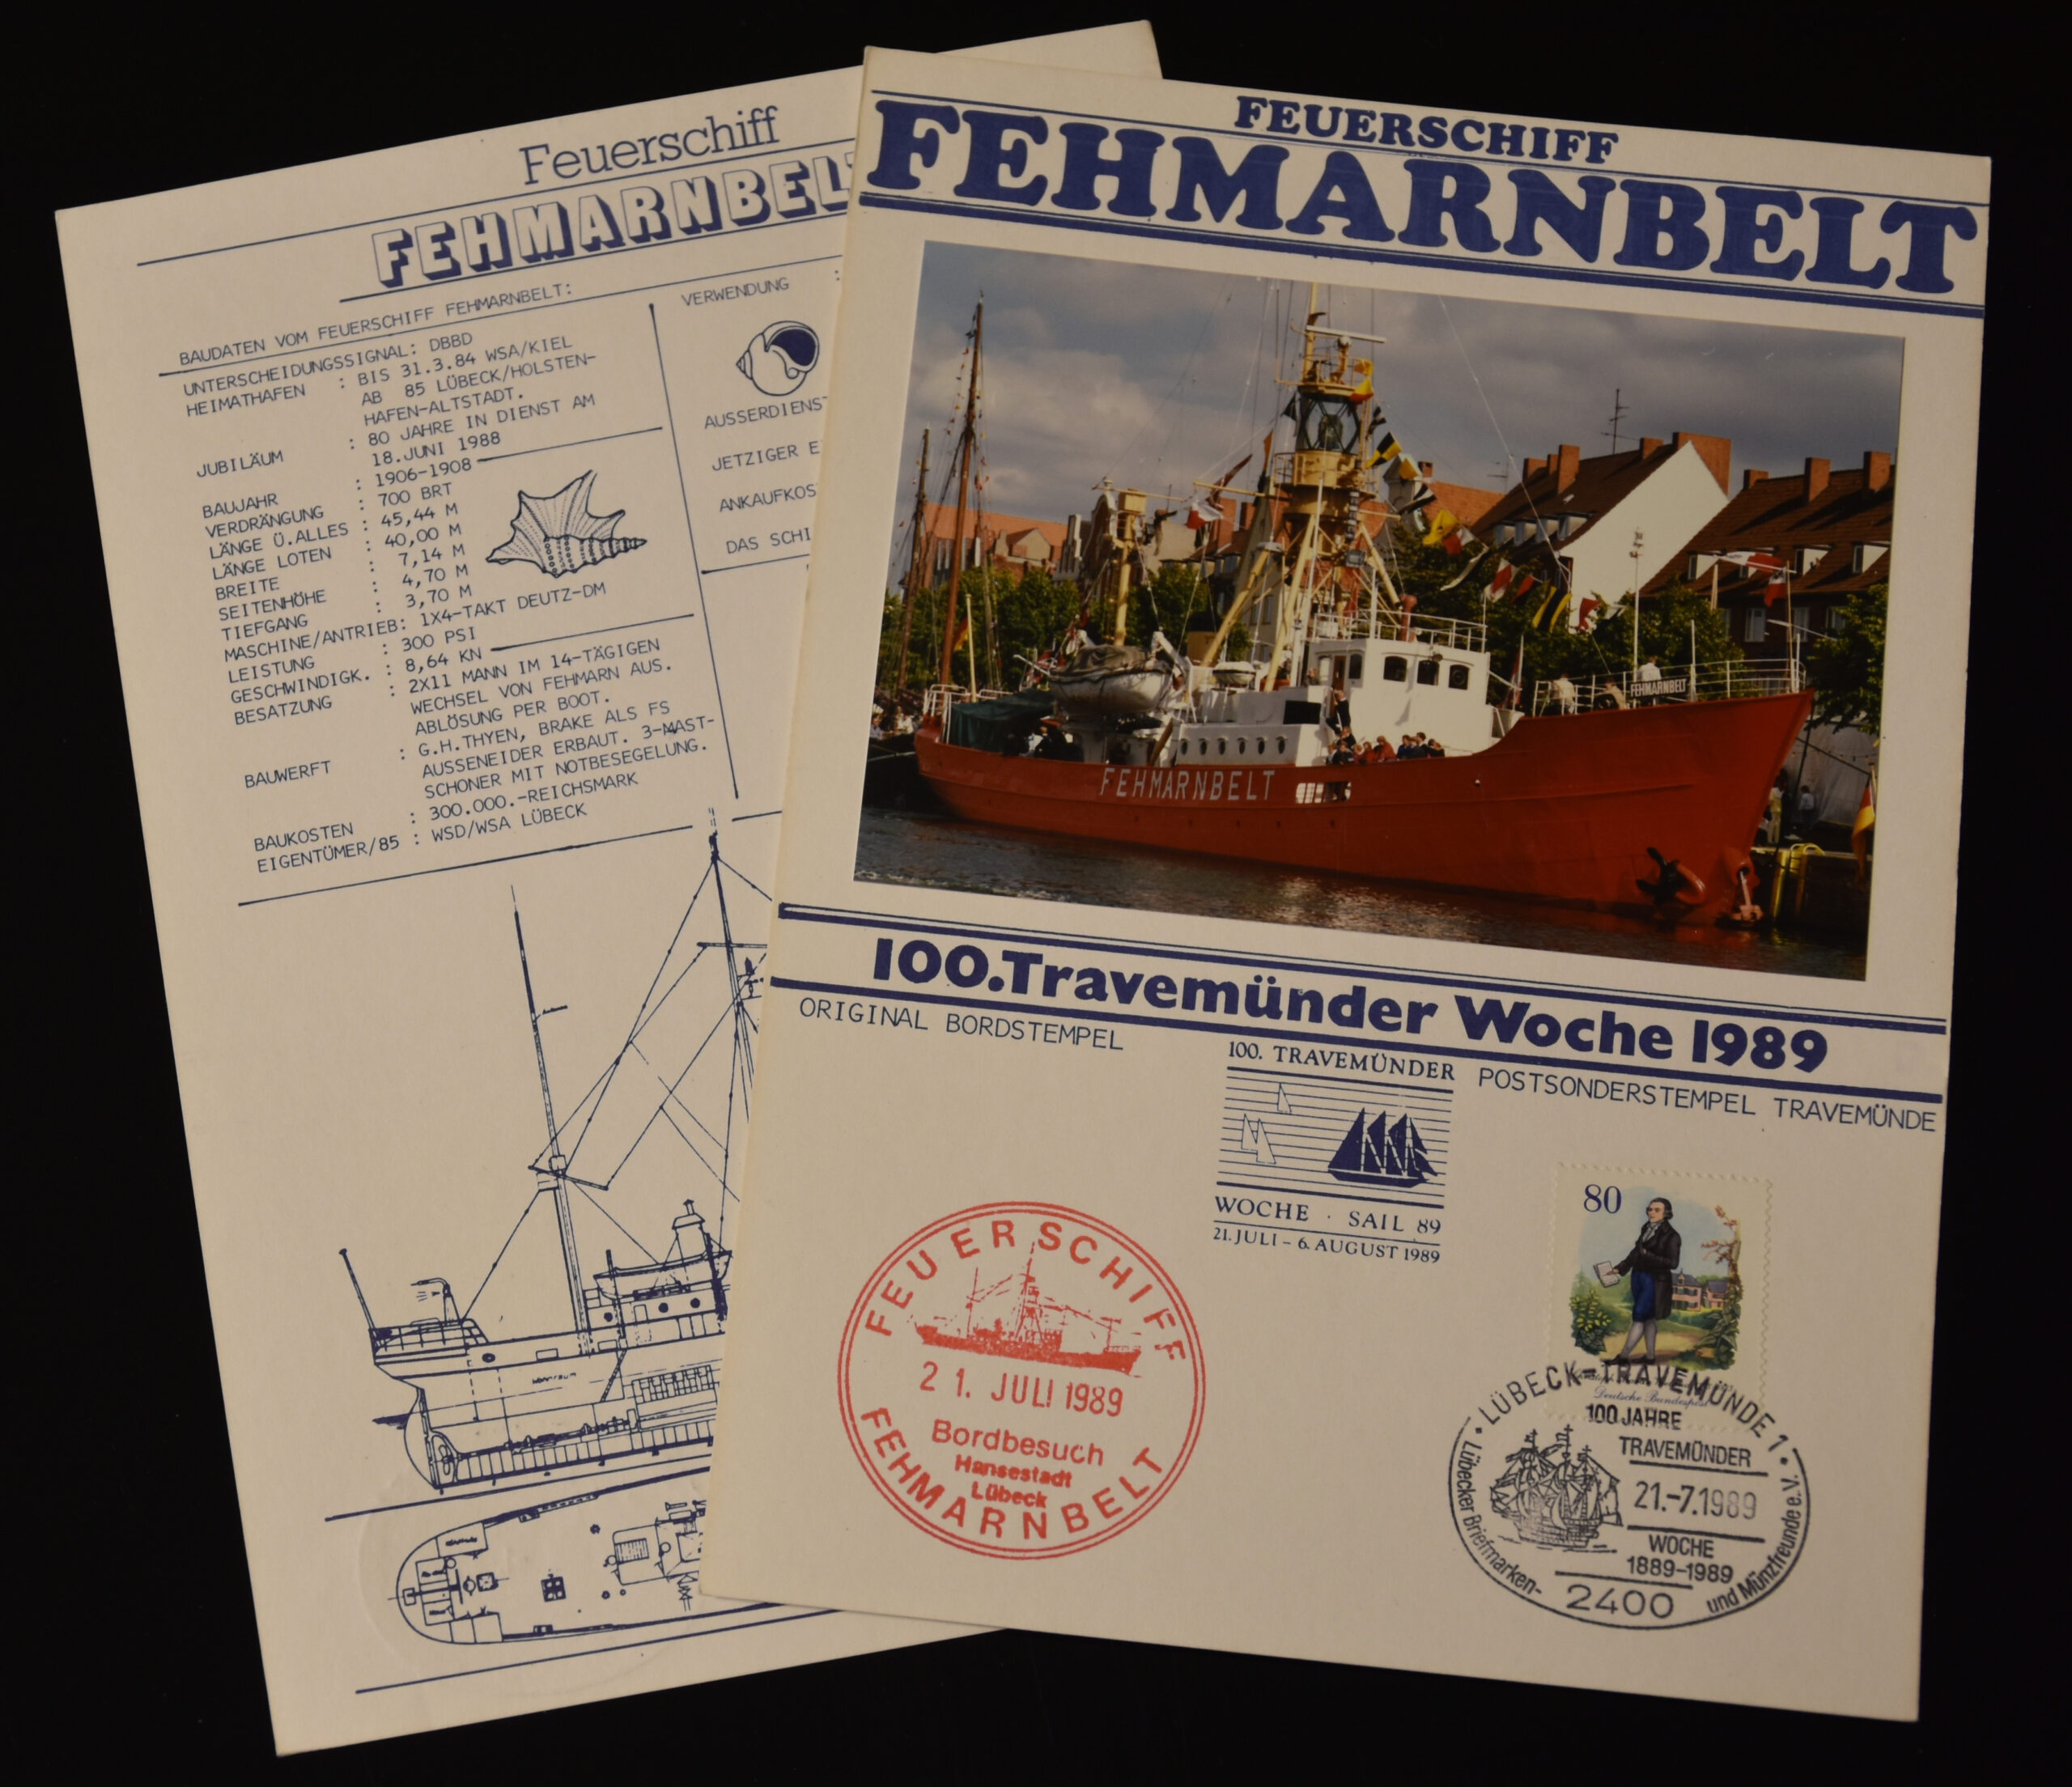 Feuerschiff
FEHMARNBELT
BAUDATEN VOM FEUERSCHIFF FEHMARNBELT:
UNTERSCHEIDUNGSSIGNAL: DBBD
HEIMATHAFEN : BIS 31.3.84 WSA/KIEL
AB 85 LÜBECK/HOLSTEN-
HAFEN-ALTSTADT.
JUBILÄUM : 80 JAHRE IN DIENST AM
18.JUNI 1988
BAUJAHR : 1906-1908
VERDRÄNGUNG : 700 BRT
LÄNGE Ü.ALLES : 45,44 M
LÄNGE LOTEN : 40,00 M
BREITE : 7,14 M
SEITENHÖHE : 4,70 M
TIEFGANG : 3,70 M
MASCHINE/ANTRIEB: 1X4-TAKT DEUTZ-DM
LEISTUNG : 300 PSI
GESCHWINDIGK. : 8,64 KN
BESATZUNG : 2X11 MANN IM 14-TÄGIGEN
WECHSEL VON FEHMARN AUS.
ABLÖSUNG PER BOOT.
BAUWERFT : G.H.THYEN, BRAKE ALS FS
AUSSENEIDER ERBAUT. 3-MAST-
SCHONER MIT NOTBESEGELUNG.
BAUKOSTEN : 300.000.-REICHSMARK
EIGENTÜMER/85 : WSD/WSA LÜBECK
VERWENDUNG :
AUSSERDIENST
JETZIGER E
ANKAUFKOS
DAS SCHI
FEUERSCHIFF
FEHMARNBELT
FEHMARNBELT
FEHMARNBELT
100.Travemünder Woche 1989
ORIGINAL BORDSTEMPEL
100. TRAVEMÜNDER
WOCHE · SAIL 89
21. JULI – 6. AUGUST 1989
POSTSONDERSTEMPEL TRAVEMÜNDE
FEUERSCHIFF
21. JULI 1989
Bordbesuch
Hansestadt
Lübeck
FEHMARNBELT
80
Deutsche Bundespost
LÜBECK-TRAVEMÜNDE 1
100 JAHRE
TRAVEMÜNDER
21.-7.1989
WOCHE
1889-1989
2400
Lübecker Briefmarken- und Münzfreunde e.V.